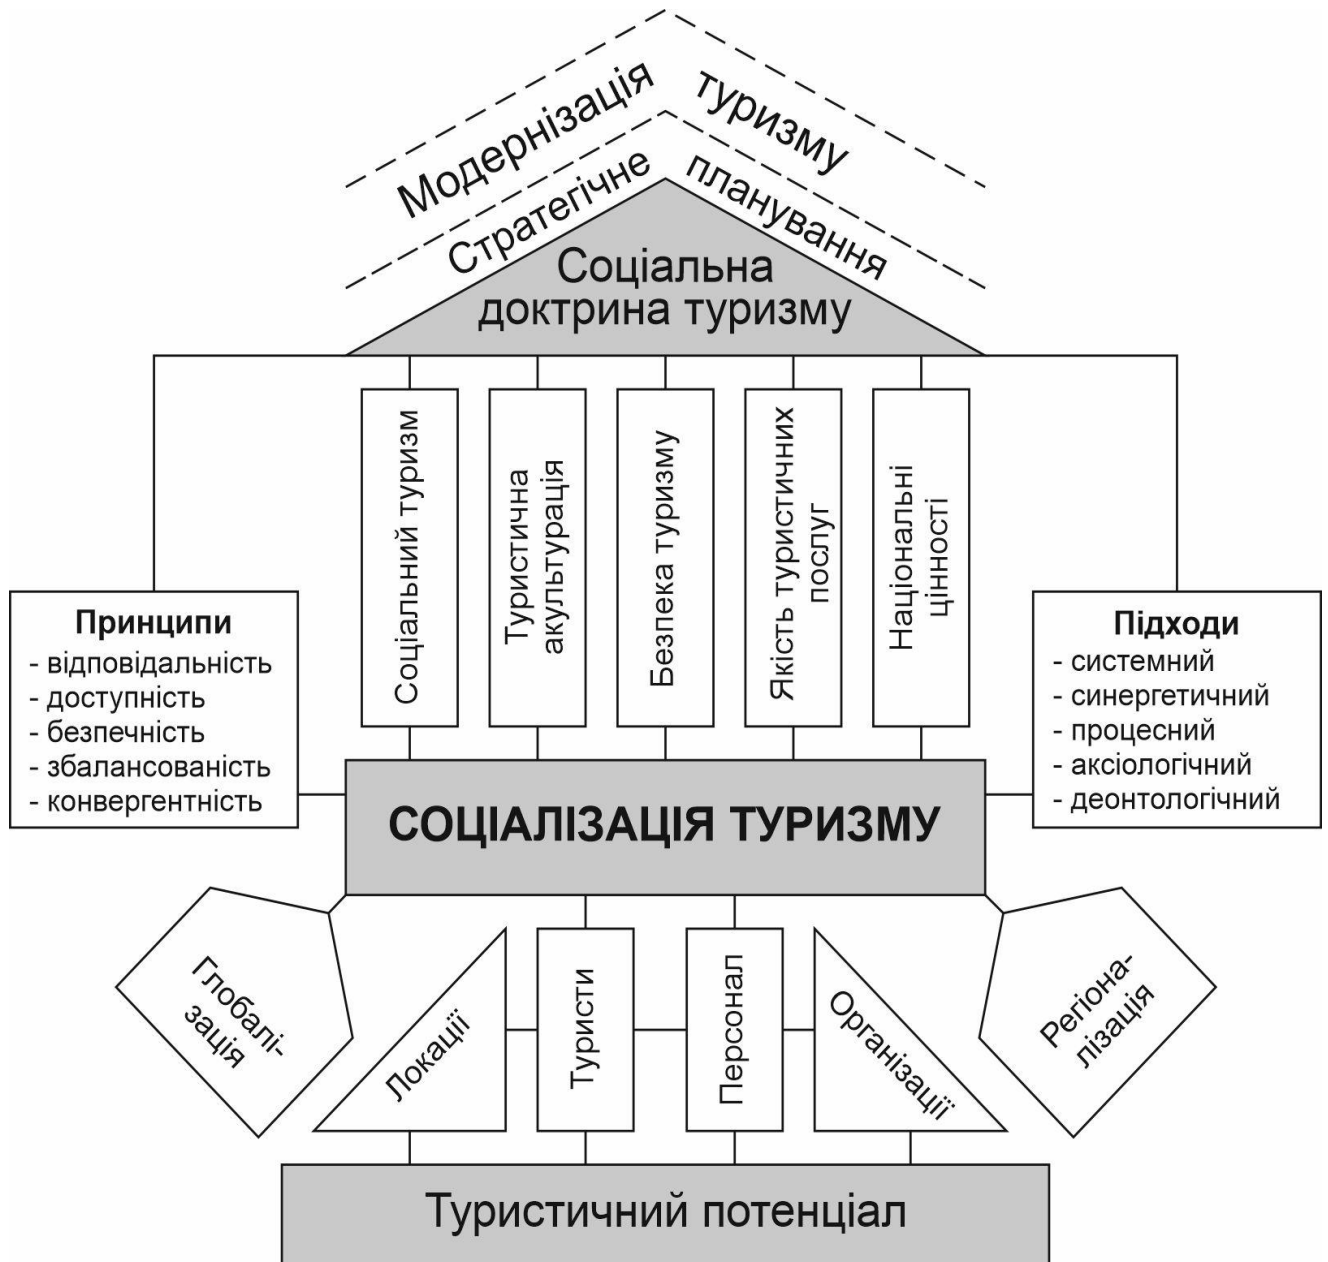 Модернізація туризму
Стратегічне планування
Соціальна
доктрина туризму
Соціальний туризм
Туристична
акультурація
Безпека туризму
Якість туристичних
послуг
Національні
цінності
Принципи
- відповідальність
- доступність
- безпечність
- збалансованість
- конвергентність
Підходи
- системний
- синергетичний
- процесний
- аксіологічний
- деонтологічний
СОЦІАЛІЗАЦІЯ ТУРИЗМУ
Глобалі-
зація
Локації
Туристи
Персонал
Організації
Регіона-
лізація
Туристичний потенціал